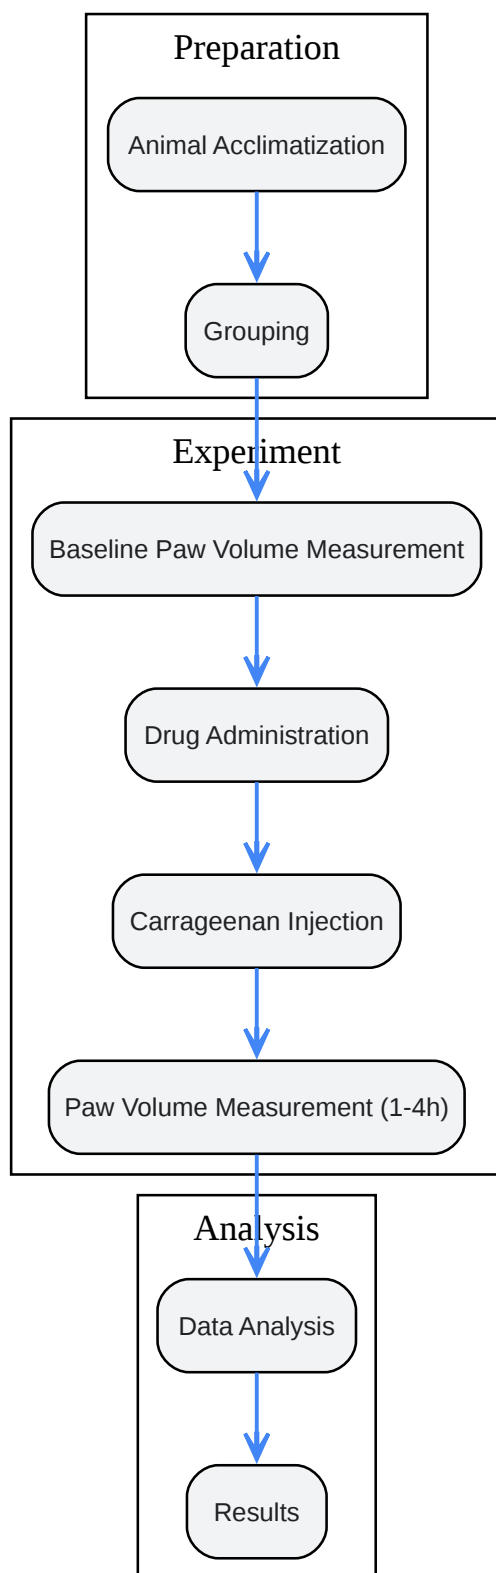 Preparation
Animal Acclimatization
Grouping
Experiment
Baseline Paw Volume Measurement
Drug Administration
Carrageenan Injection
Paw Volume Measurement (1-4h)
Analysis
Data Analysis
Results